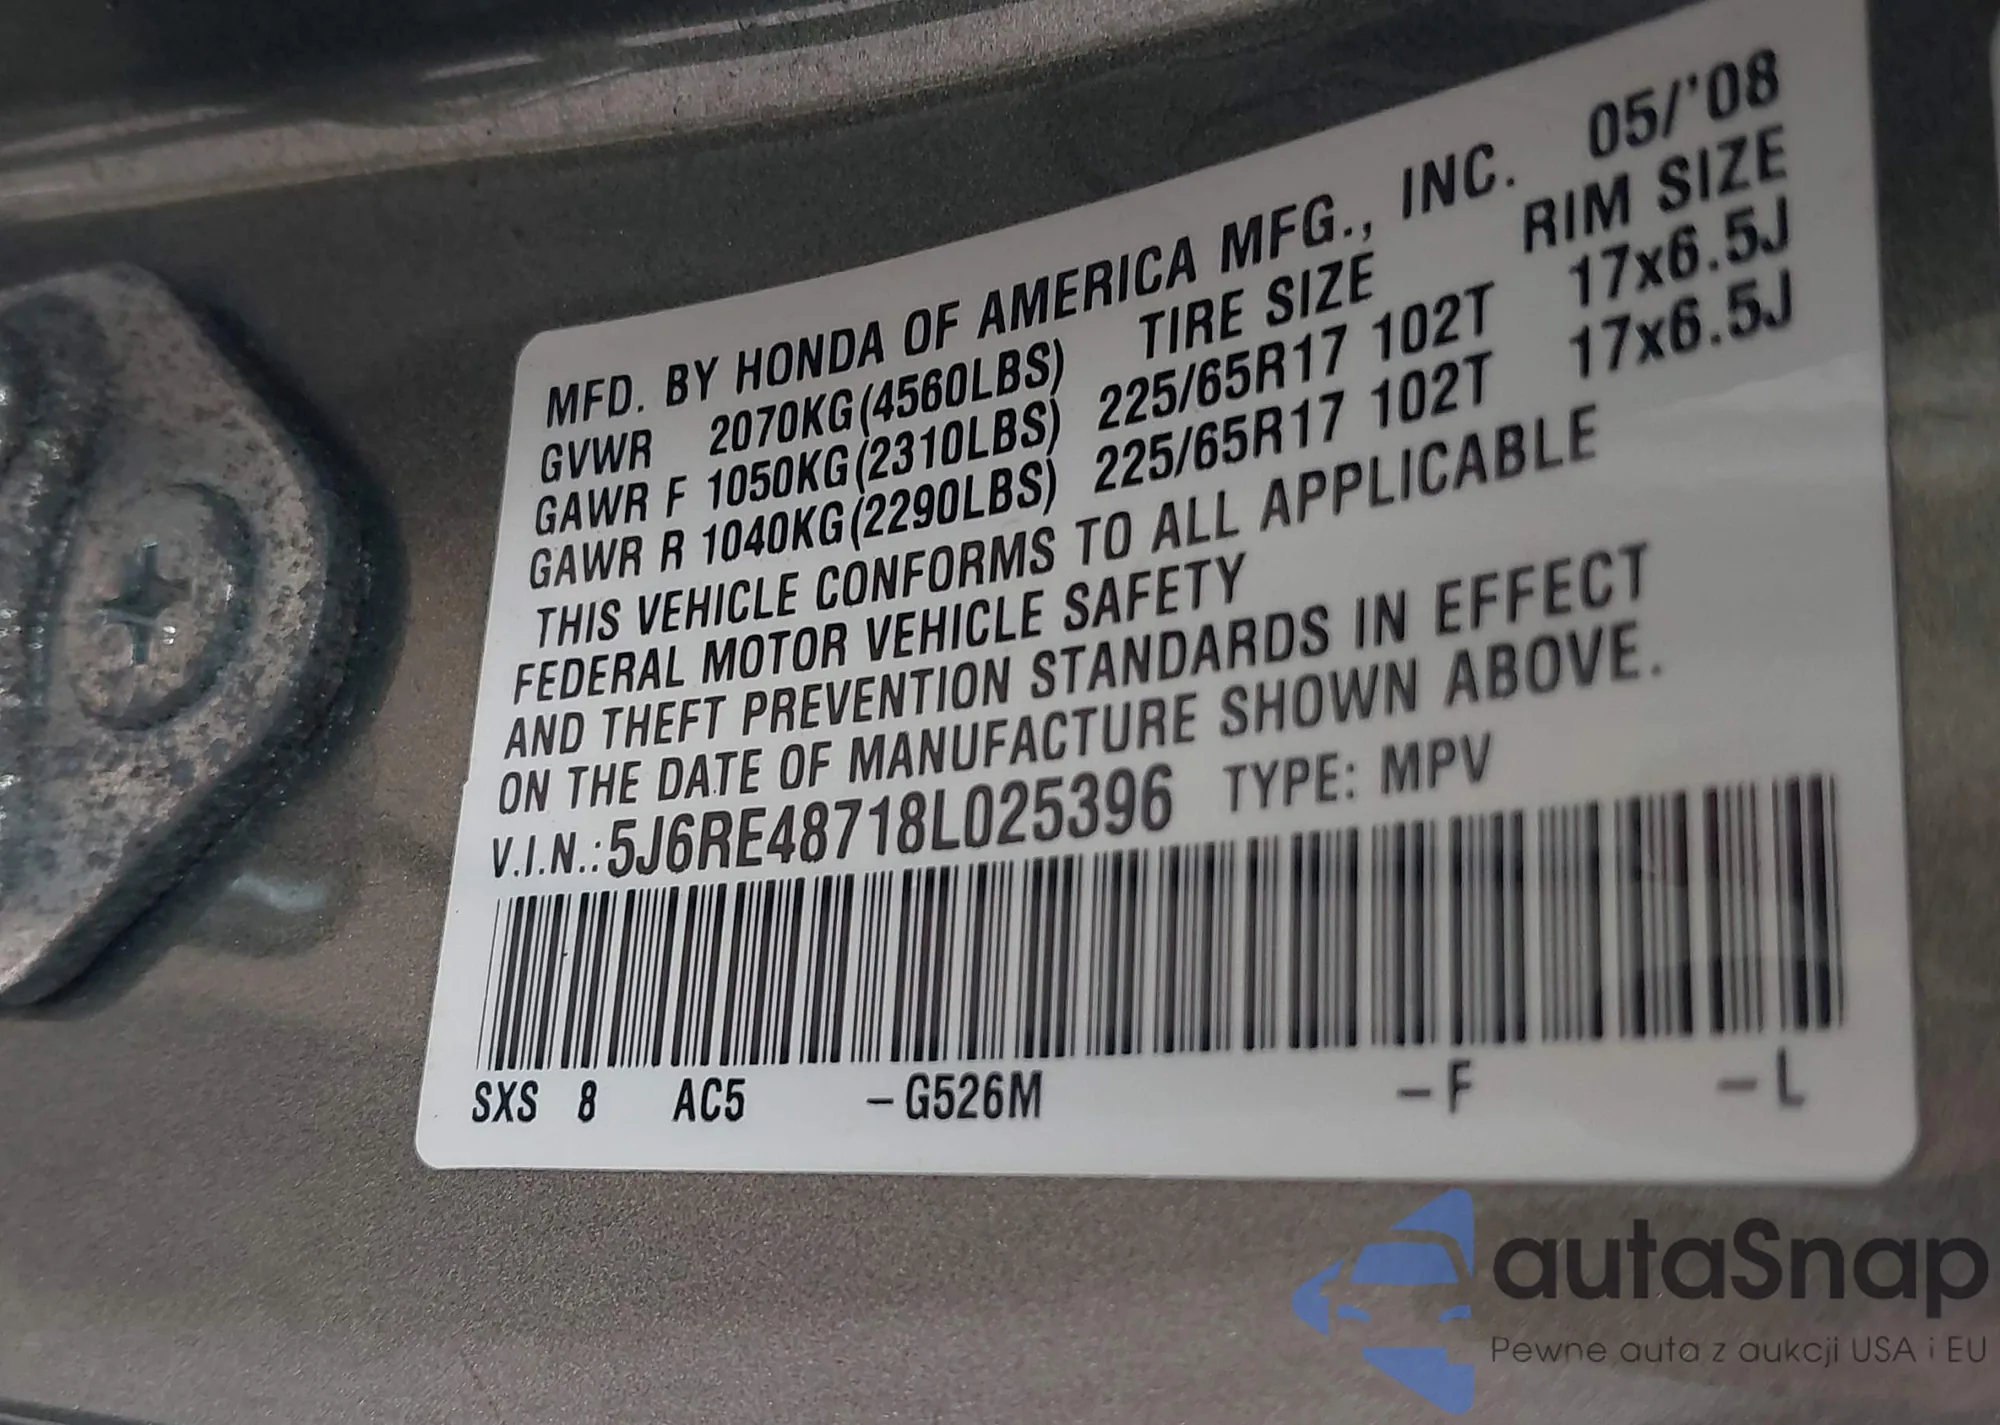 MFD. BY HONDA OF AMERICA MFG., INC. 05/'08
GVWR 2070KG(4560LBS) TIRE SIZE RIM SIZE
GAWR F 1050KG(2310LBS) 225/65R17 102T 17x6.5J
GAWR R 1040KG(2290LBS) 225/65R17 102T 17x6.5J
THIS VEHICLE CONFORMS TO ALL APPLICABLE
FEDERAL MOTOR VEHICLE SAFETY
AND THEFT PREVENTION STANDARDS IN EFFECT
ON THE DATE OF MANUFACTURE SHOWN ABOVE.
V.I.N.:5J6RE48718L025396 TYPE: MPV
SXS 8 AC5 -G526M -F -L
autaSnap
Pewne auta z aukcji USA i EU